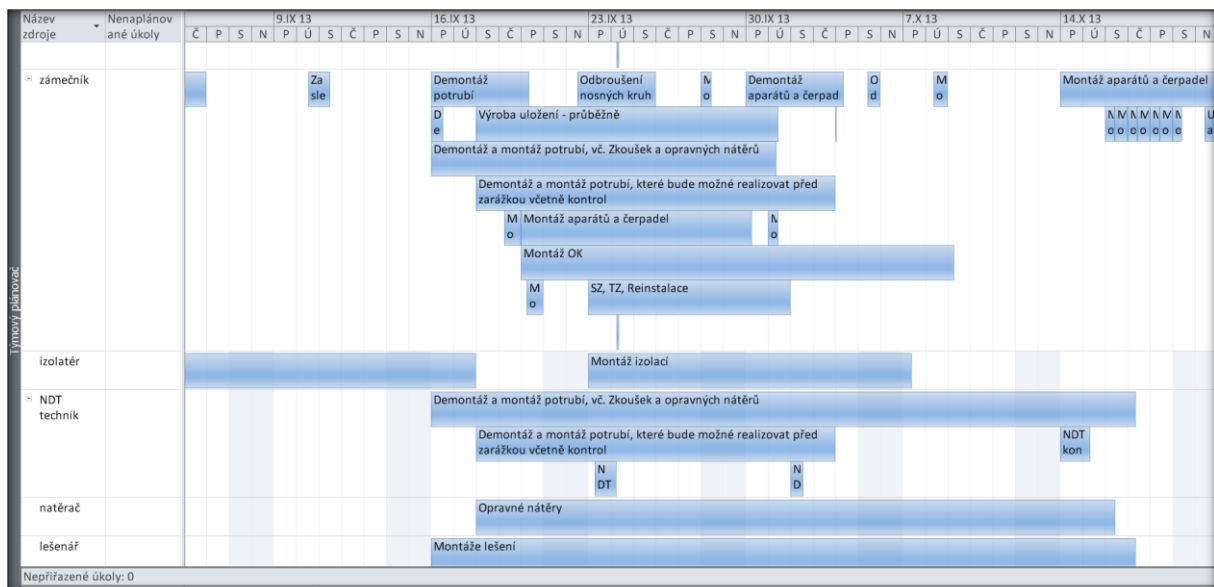 Týmový plánovač
Název zdroje
Nenaplánov
ané úkoly
9.IX 13
16.IX 13
23.IX 13
30.IX 13
7.X 13
14.X 13
Č P S N P Ú S Č P S N P Ú S Č P S N P Ú S Č P S N P Ú S Č P S N P Ú S Č P S N P Ú S Č P S N
zámečník
Za
sle
Demontáž
potrubí
Odbroušení
nosných kruh
M
o
Demontáž
aparátů a čerpad
O
d
M
o
Montáž aparátů a čerpadel
D
e
Výroba uložení - průběžně
M M M M M M M
o o o o o o o
U
a
Demontáž a montáž potrubí, vč. Zkoušek a opravných nátěrů
Demontáž a montáž potrubí, které bude možné realizovat před
zarážkou včetně kontrol
M
o
Montáž aparátů a čerpadel
M
o
Montáž OK
M
o
SZ, TZ, Reinstalace
izolatér
Montáž izolací
NDT
technik
Demontáž a montáž potrubí, vč. Zkoušek a opravných nátěrů
Demontáž a montáž potrubí, které bude možné realizovat před
zarážkou včetně kontrol
NDT
kon
N
DT
N
D
natěrač
Opravné nátěry
lešenář
Montáže lešení
Nepřiřazené úkoly: 0